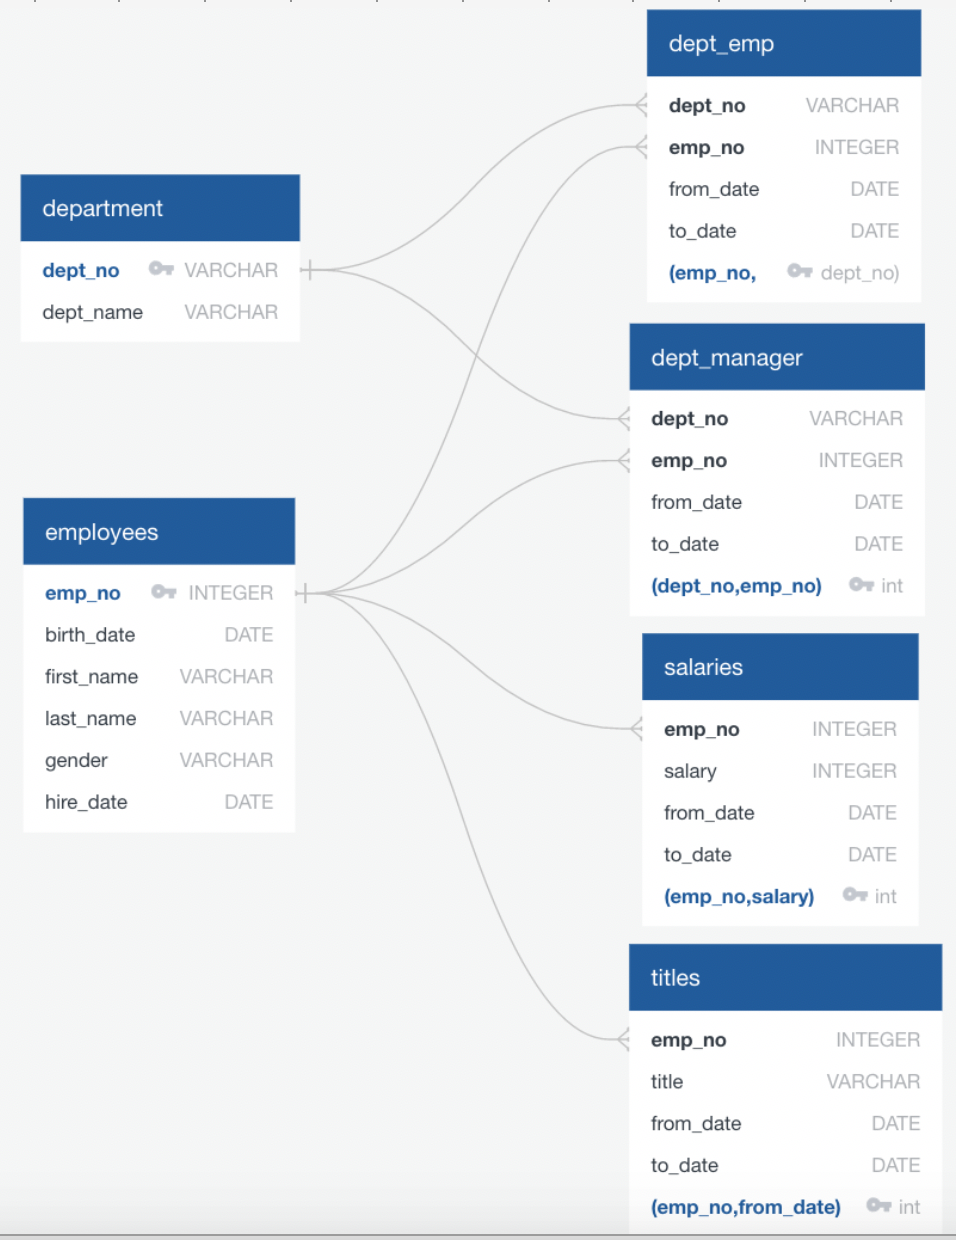 department
dept_no VARCHAR
dept_name VARCHAR
employees
emp_no INTEGER
birth_date DATE
first_name VARCHAR
last_name VARCHAR
gender VARCHAR
hire_date DATE
dept_emp
dept_no VARCHAR
emp_no INTEGER
from_date DATE
to_date DATE
(emp_no, dept_no)
dept_manager
dept_no VARCHAR
emp_no INTEGER
from_date DATE
to_date DATE
(dept_no,emp_no) int
salaries
emp_no INTEGER
salary INTEGER
from_date DATE
to_date DATE
(emp_no,salary) int
titles
emp_no INTEGER
title VARCHAR
from_date DATE
to_date DATE
(emp_no,from_date) int